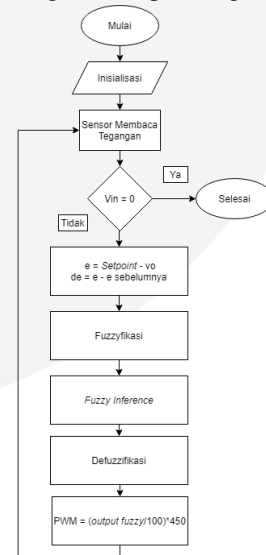 Mulai
Inisialisasi
Sensor Membaca
Tegangan
Ya
Vin = 0
Selesai
Tidak
e = Setpoint - vo
de = e - e sebelumnya
Fuzzyfikasi
Fuzzy Inference
Defuzzifikasi
PWM = (output fuzzy/100)*450